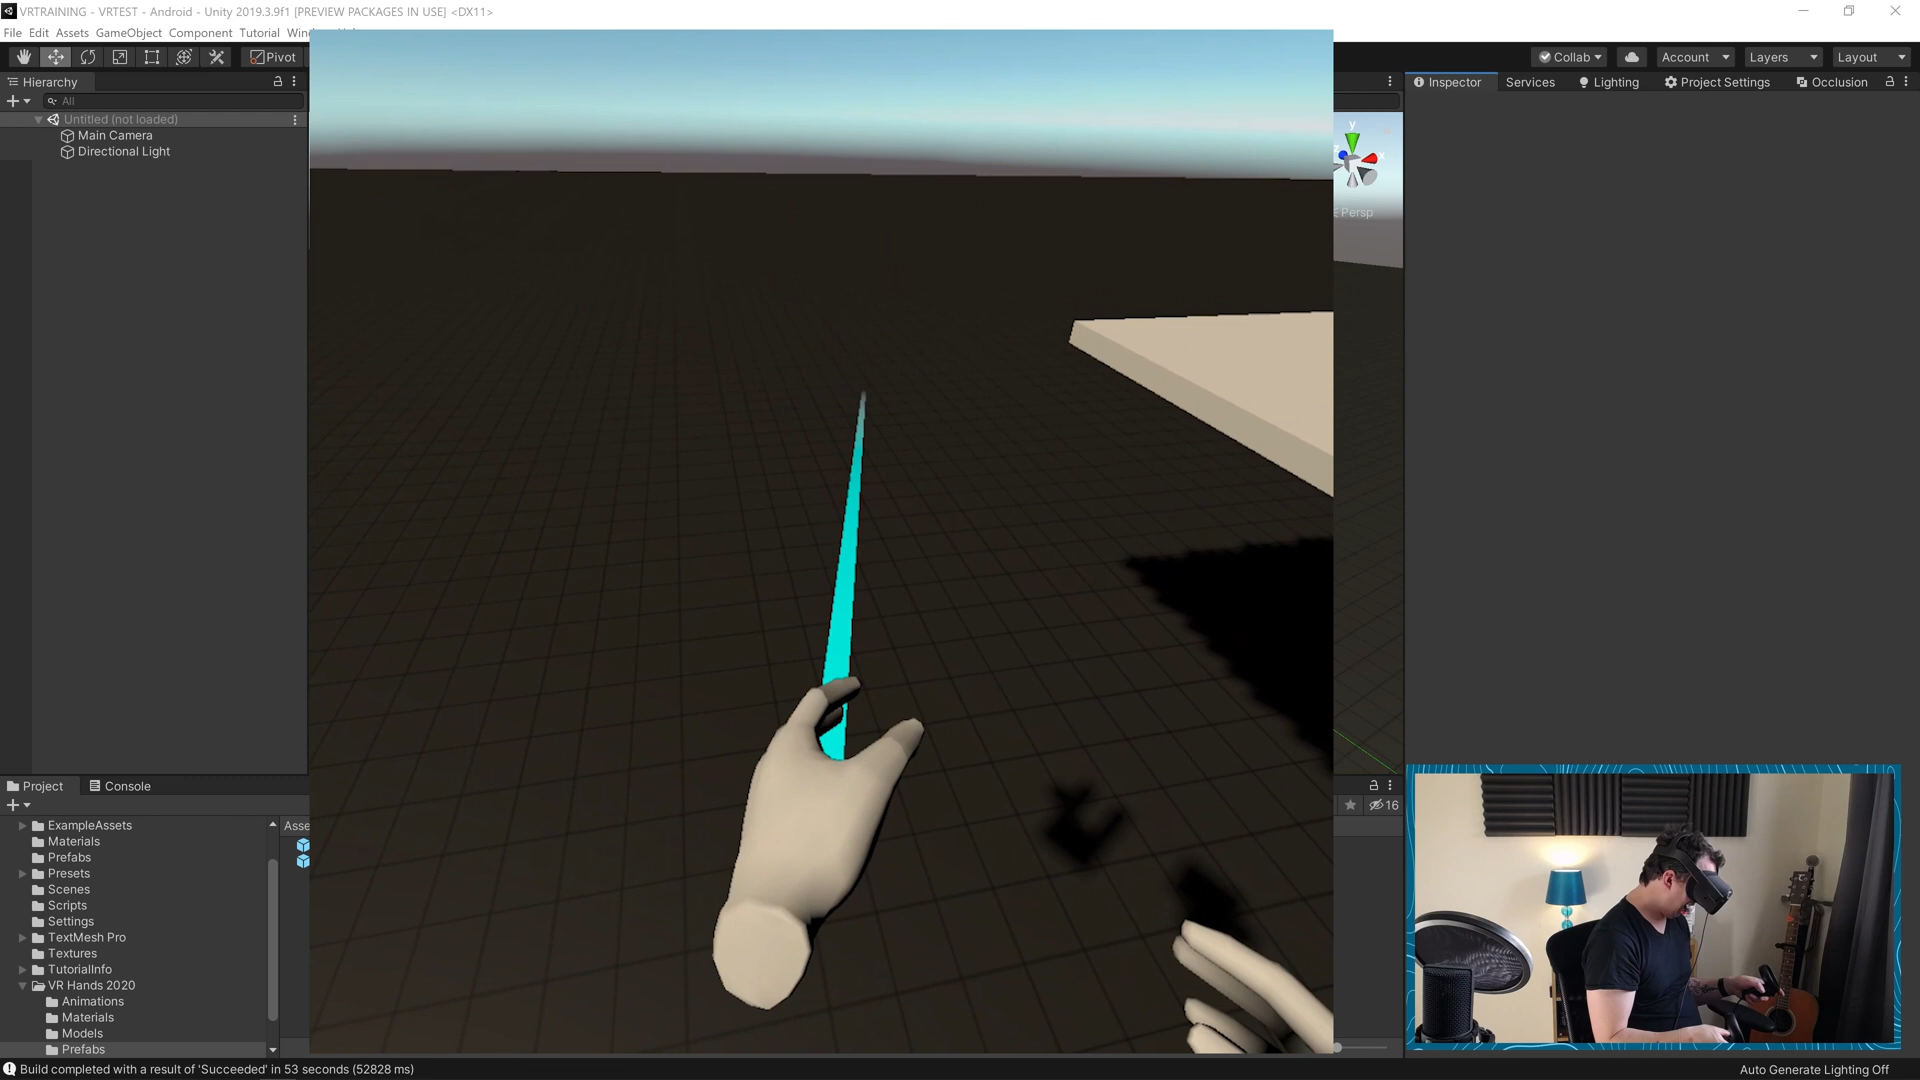 VRTRAINING - VRTEST - Android - Unity 2019.3.9f1 [PREVIEW PACKAGES IN USE] <DX11>
File Edit Assets GameObject Component Tutorial
Pivot
Collab
Account
Layers
Layout
Hierarchy
All
Untitled (not loaded)
Main Camera
Directional Light
Inspector
Services
Lighting
Project Settings
Occlusion
y
x
z
Persp
Project
Console
16
ExampleAssets
Materials
Prefabs
Presets
Scenes
Scripts
Settings
TextMesh Pro
Textures
TutorialInfo
VR Hands 2020
Animations
Materials
Models
Prefabs
Build completed with a result of 'Succeeded' in 53 seconds (52828 ms)
Auto Generate Lighting Off